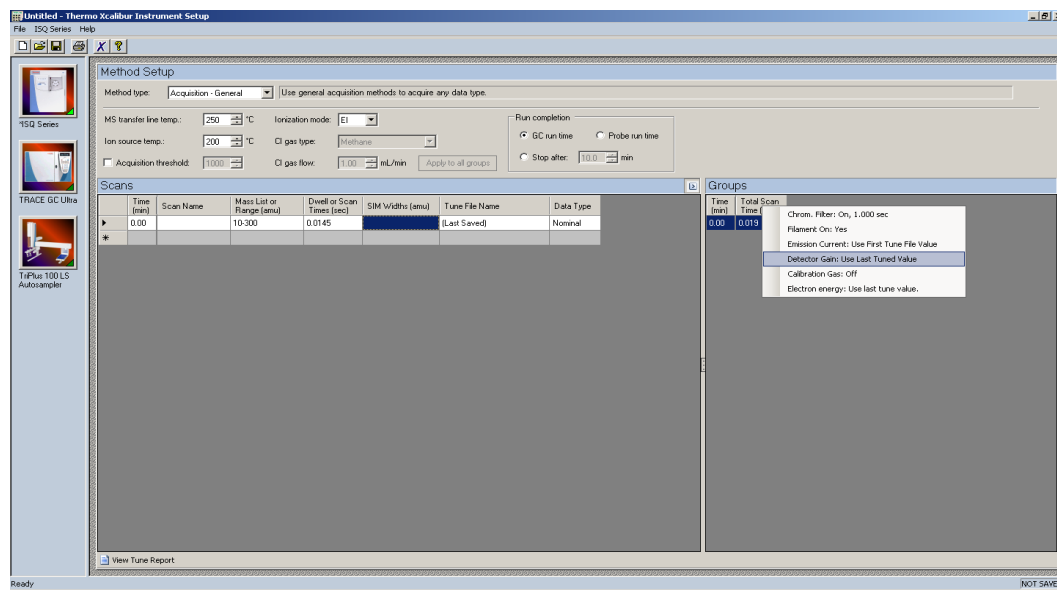 Untitled - Thermo Xcalibur Instrument Setup
File ISQ Series Help
Method Setup
Method type: Acquisition - General Use general acquisition methods to acquire any data type.
MS transfer line temp.: 250 °C Ionization mode: EI
Ion source temp.: 200 °C CI gas type: Methane
Acquisition threshold: 1000 CI gas flow: 1.00 mL/min Apply to all groups
Run completion
GC run time Probe run time
Stop after: 10.0 min
*ISQ Series
TRACE GC Ultra
TriPlus 100 LS
Autosampler
Scans
Time (min) Scan Name Mass List or Range (amu) Dwell or Scan Times (sec) SIM Widths (amu) Tune File Name Data Type
0.00 10-300 0.0145 (Last Saved) Nominal
Groups
Time (min) Total Scan Time (
0.00 0.019
Chrom. Filter: On, 1.000 sec
Filament On: Yes
Emission Current: Use First Tune File Value
Detector Gain: Use Last Tuned Value
Calibration Gas: Off
Electron energy: Use last tune value.
View Tune Report
Ready NOT SAVE